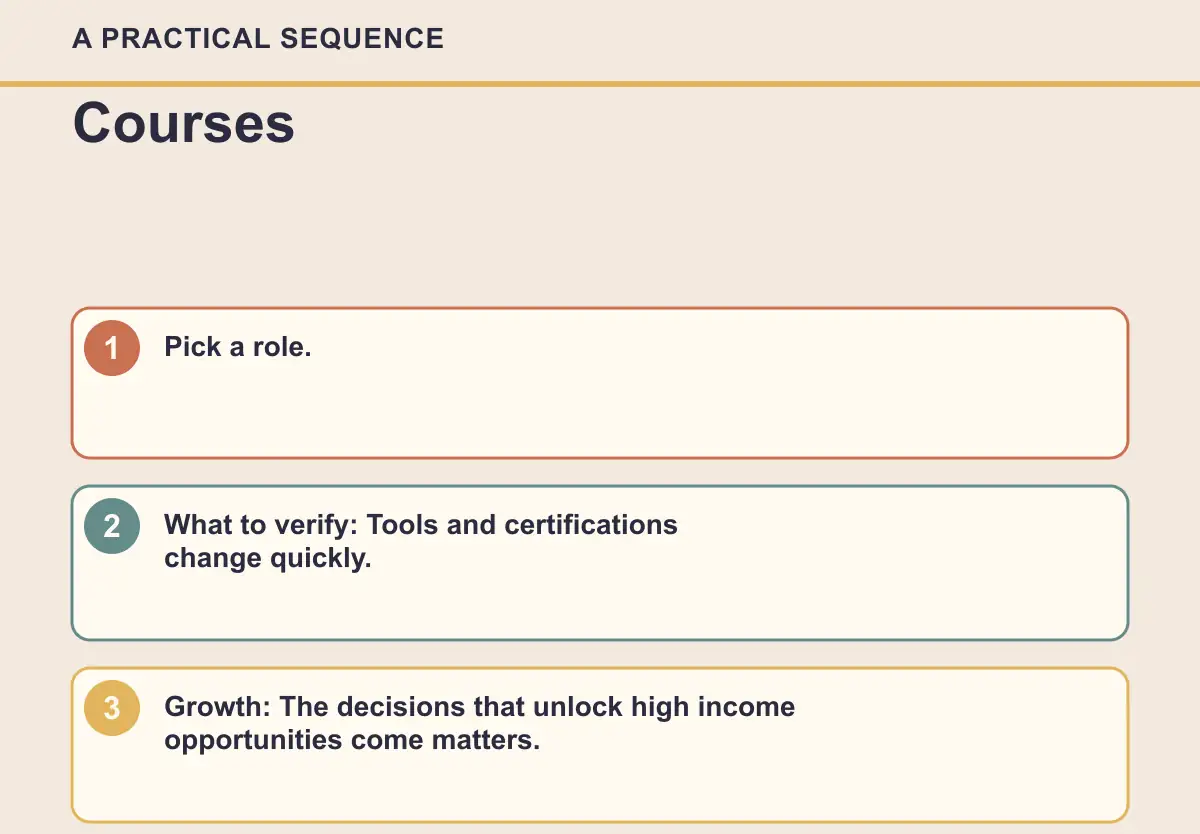 A PRACTICAL SEQUENCE
Courses
1
Pick a role.
2
What to verify: Tools and certifications
change quickly.
3
Growth: The decisions that unlock high income
opportunities come matters.